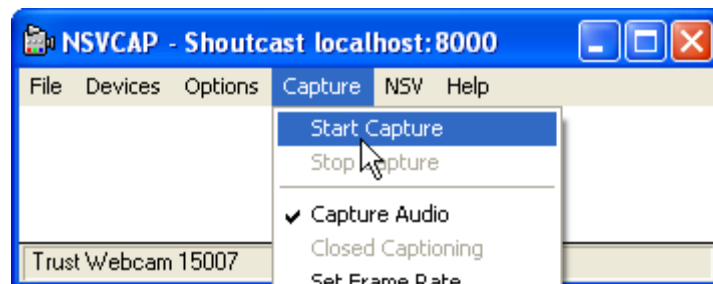 NSVCAP - Shoutcast localhost:8000
File Devices Options Capture NSV Help
Start Capture
Stop Capture
Capture Audio
Closed Captioning
Trust Webcam 15007
Set Frame Rate